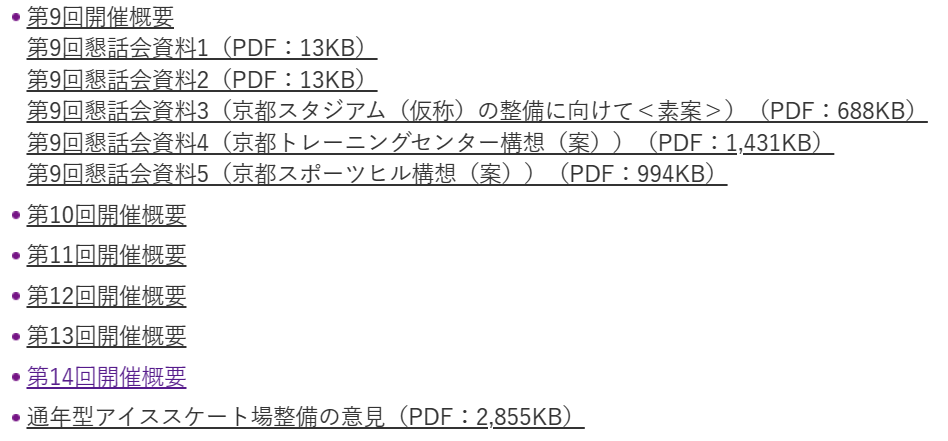 第9回開催概要
第9回懇話会資料1（PDF：13KB）
第9回懇話会資料2（PDF：13KB）
第9回懇話会資料3（京都スタジアム（仮称）の整備に向けて＜素案＞）（PDF：688KB）
第9回懇話会資料4（京都トレーニングセンター構想（案））（PDF：1,431KB）
第9回懇話会資料5（京都スポーツヒル構想（案））（PDF：994KB）
第10回開催概要
第11回開催概要
第12回開催概要
第13回開催概要
第14回開催概要
通年型アイススケート場整備の意見（PDF：2,855KB）